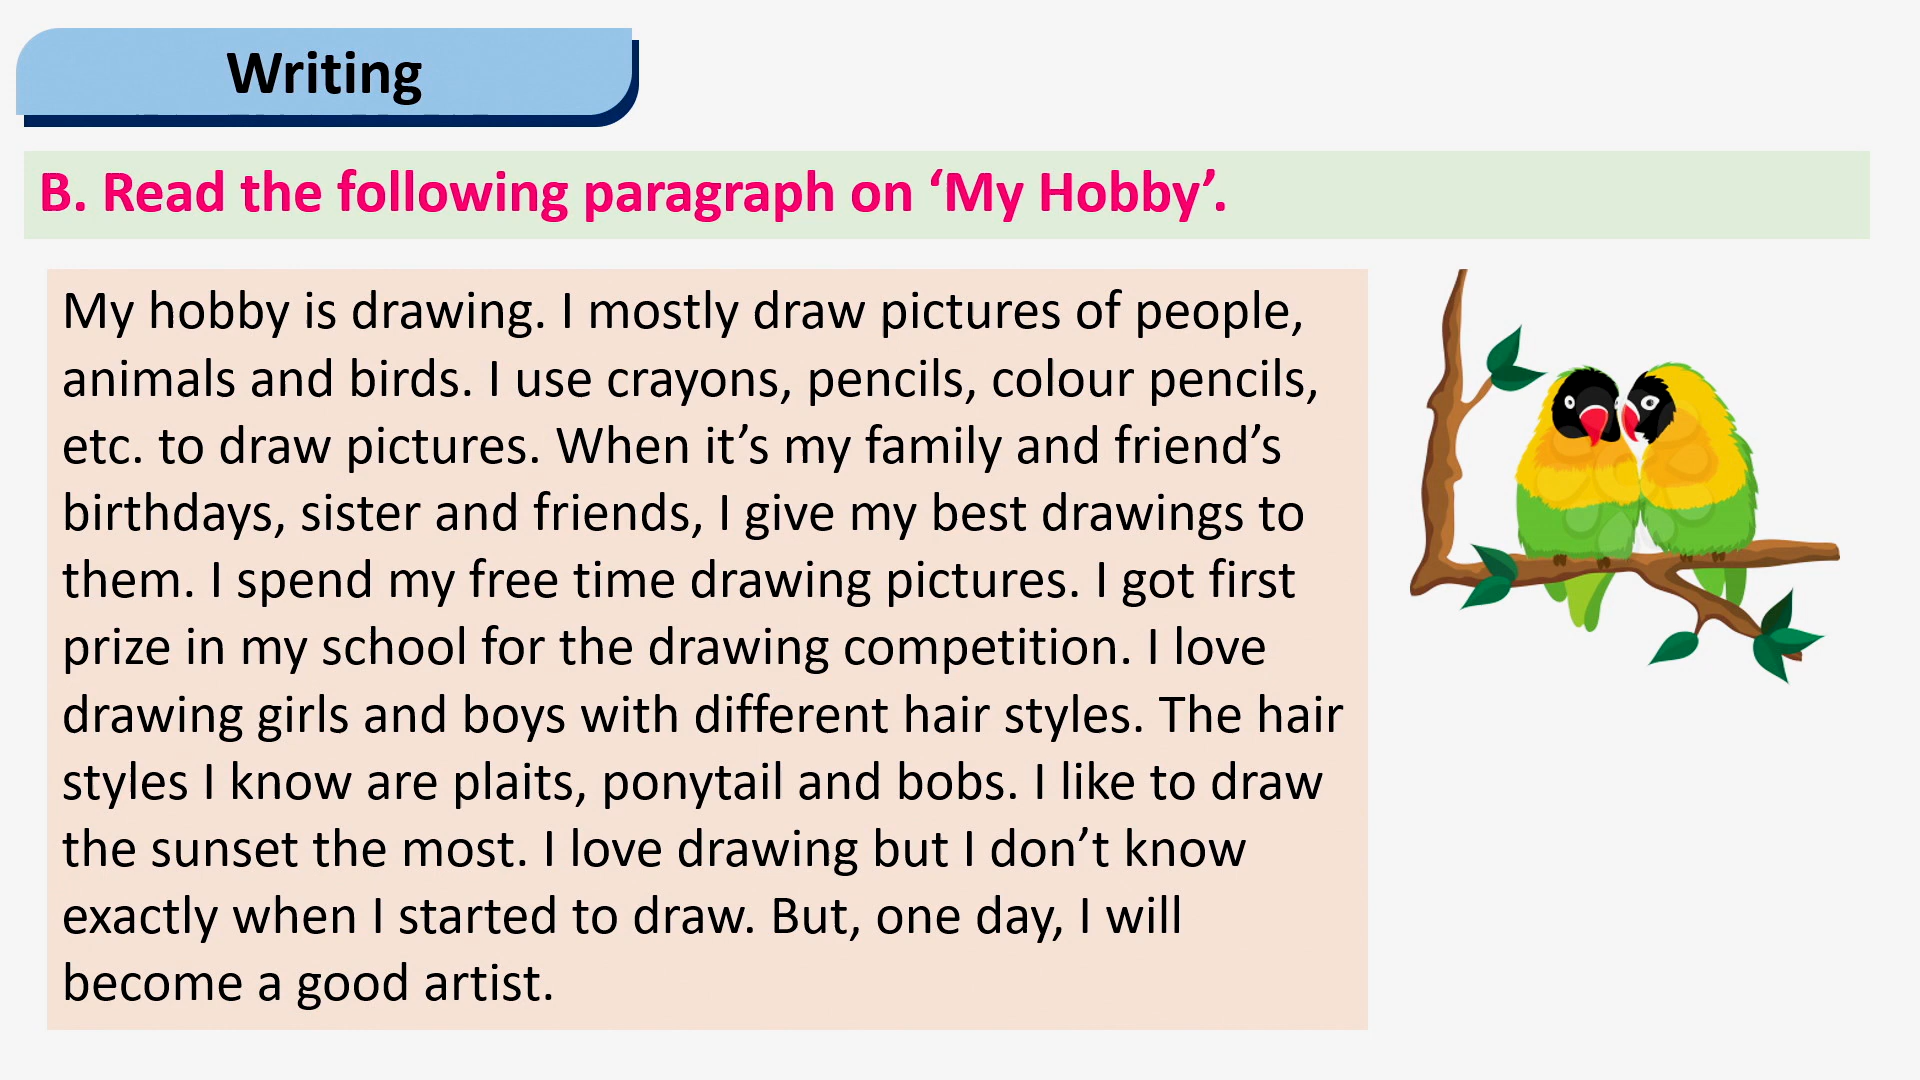 Writing
B. Read the following paragraph on ‘My Hobby’.
My hobby is drawing. I mostly draw pictures of people,
animals and birds. I use crayons, pencils, colour pencils,
etc. to draw pictures. When it’s my family and friend’s
birthdays, sister and friends, I give my best drawings to
them. I spend my free time drawing pictures. I got first
prize in my school for the drawing competition. I love
drawing girls and boys with different hair styles. The hair
styles I know are plaits, ponytail and bobs. I like to draw
the sunset the most. I love drawing but I don’t know
exactly when I started to draw. But, one day, I will
become a good artist.